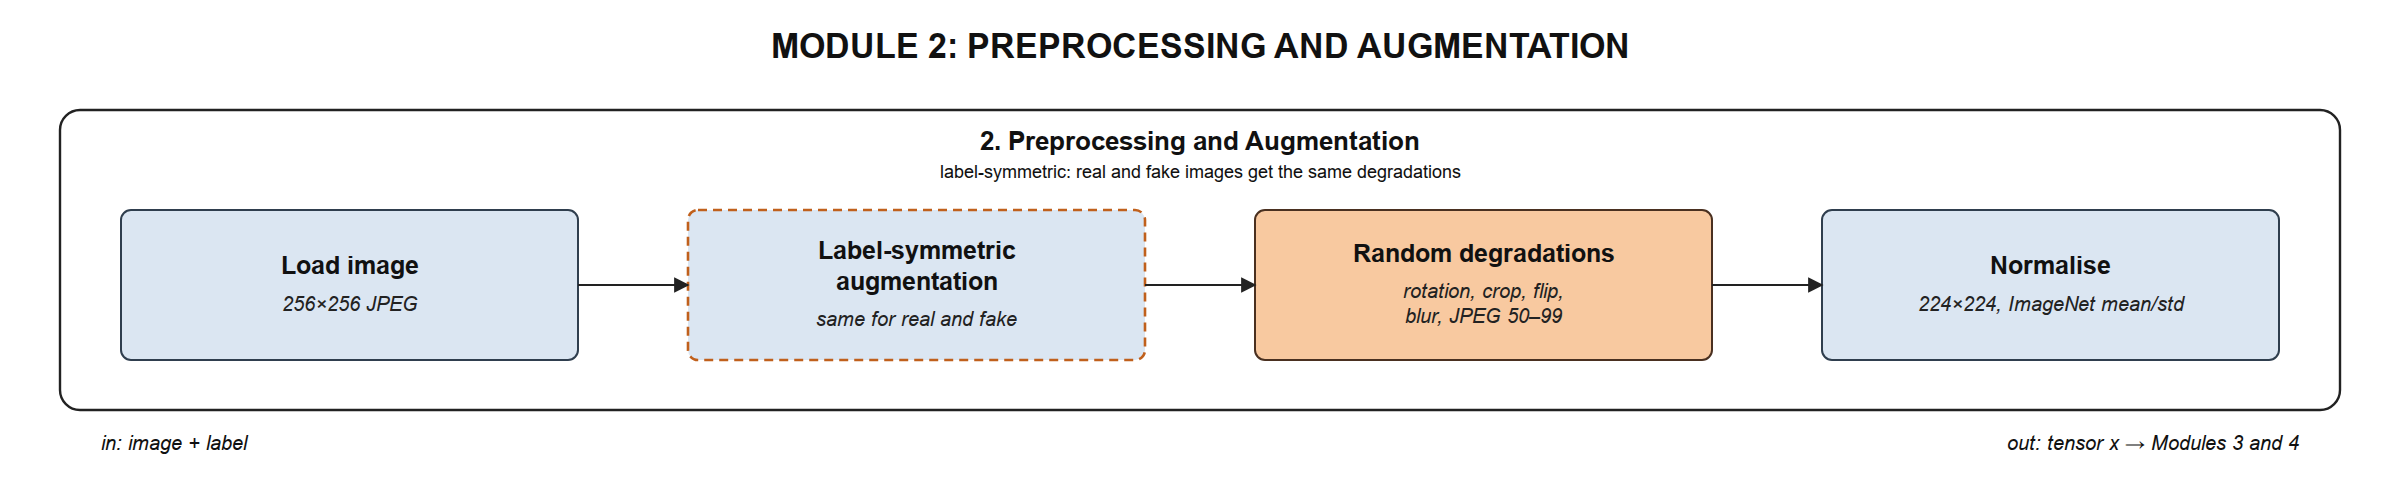 MODULE 2: PREPROCESSING AND AUGMENTATION
2. Preprocessing and Augmentation
label-symmetric: real and fake images get the same degradations
Load image
256×256 JPEG
Label-symmetric
augmentation
same for real and fake
Random degradations
rotation, crop, flip,
blur, JPEG 50–99
Normalise
224×224, ImageNet mean/std
in: image + label
out: tensor x → Modules 3 and 4